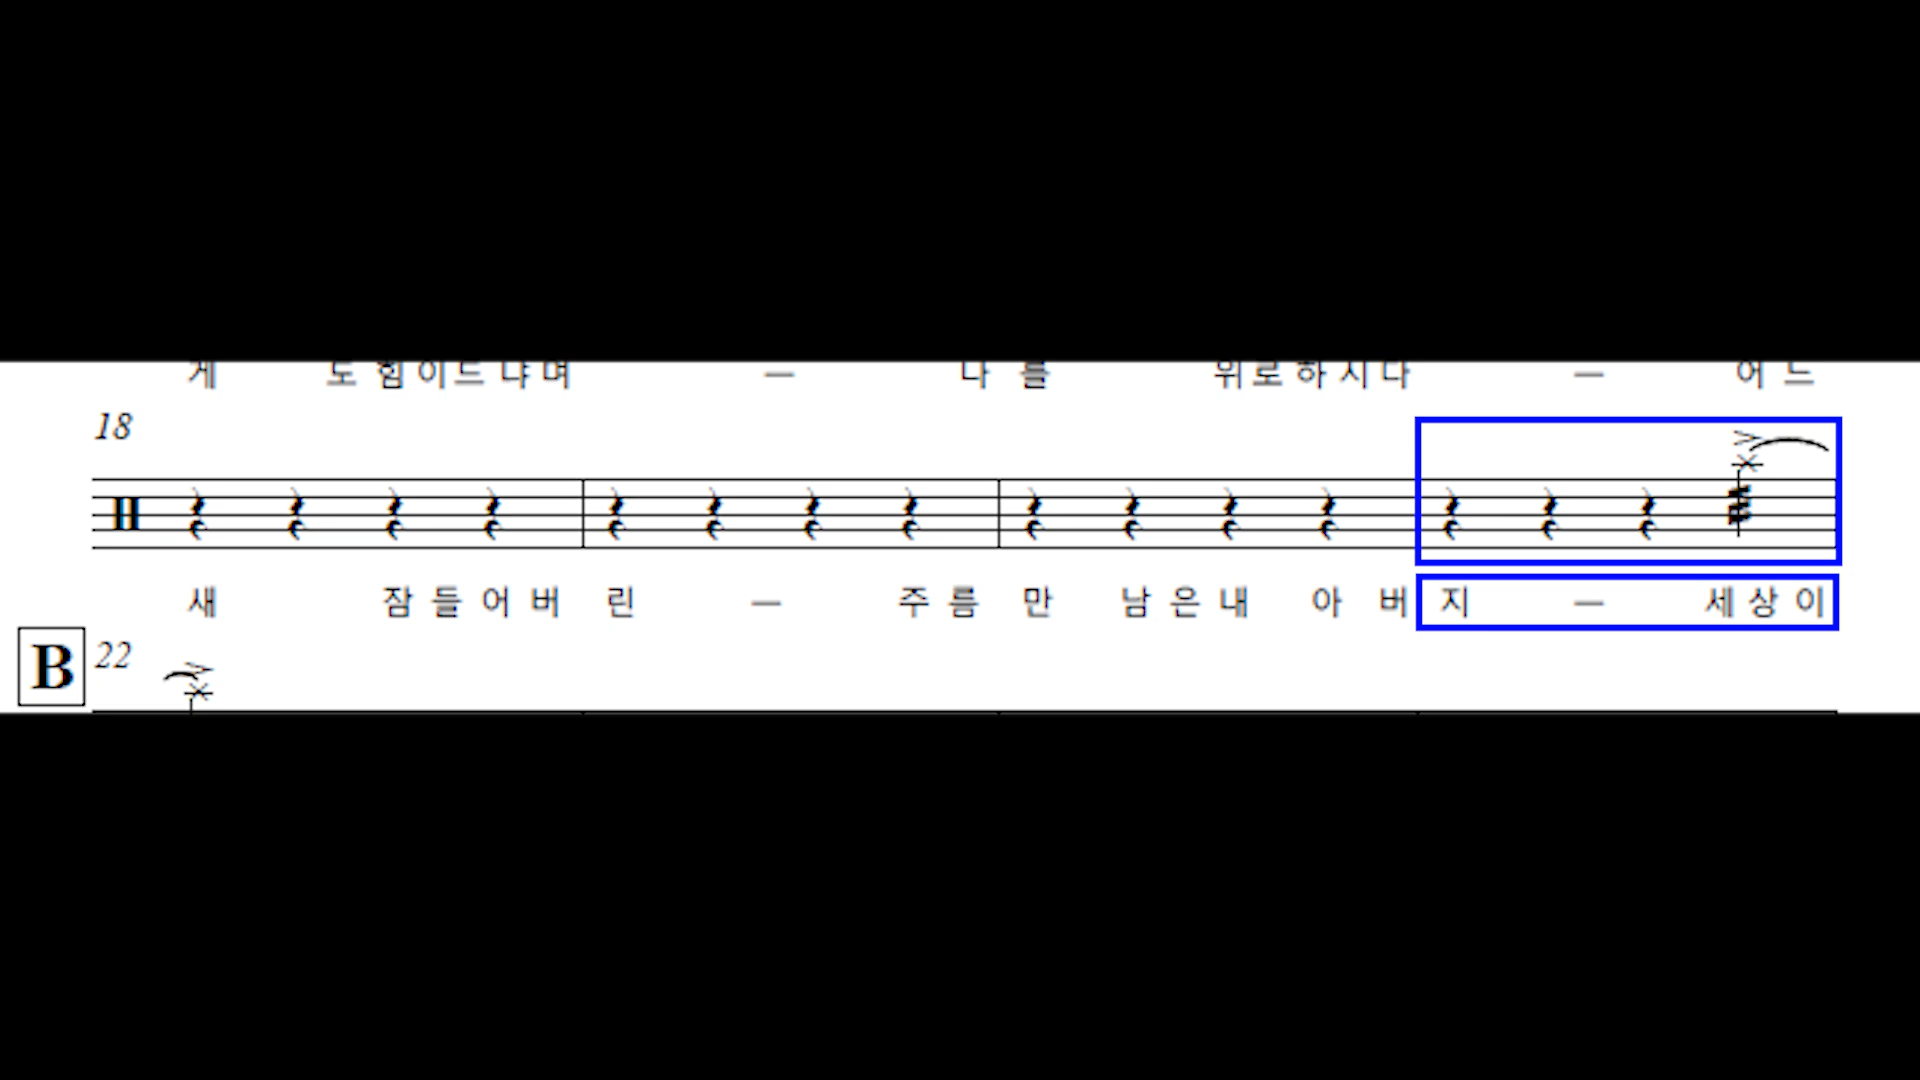 게 도 힘 이 드 냐 며 — 나 를 위 로 하 시 다 — 어 느
18
새 잠 들 어 버 린 — 주 름 만 남 은 내 아 버 지 — 세 상 이
B 22